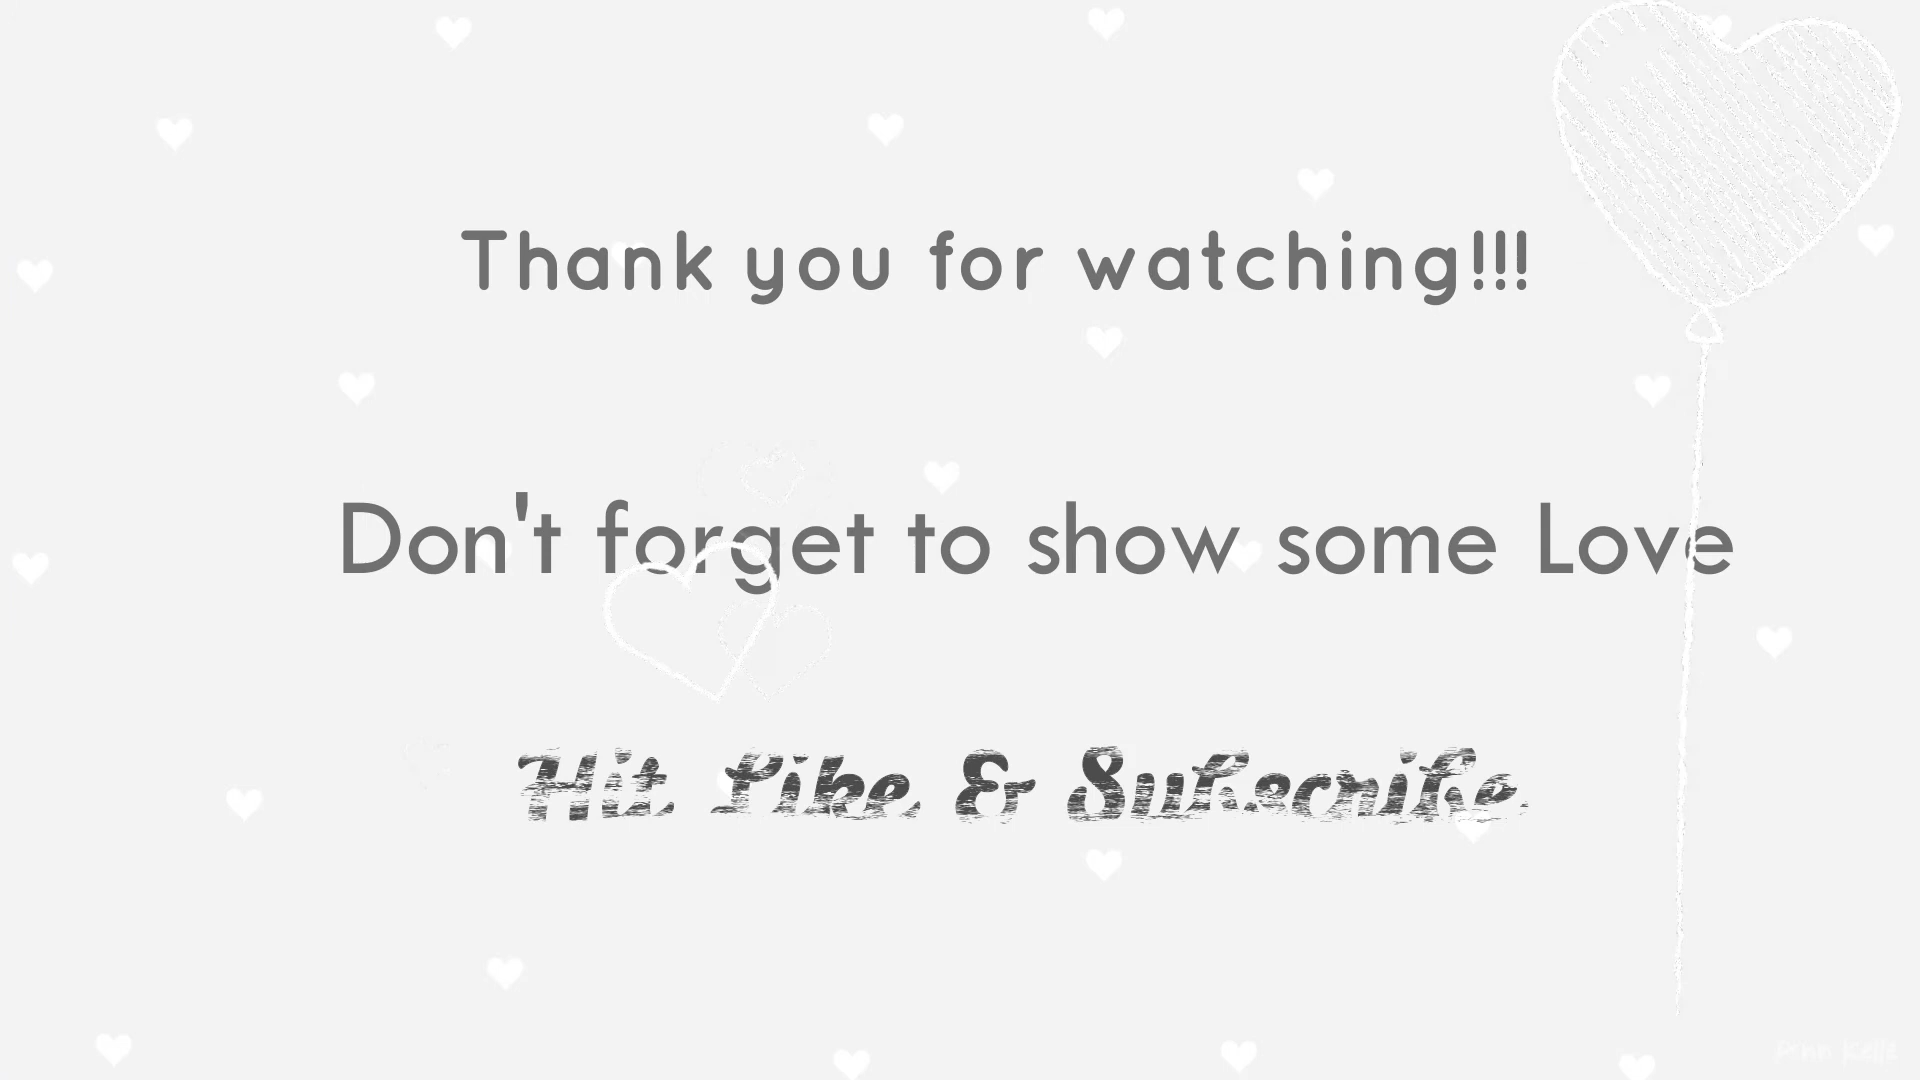 Thank you for watching!!!
Don't forget to show some Love
Hit Like & Subscribe